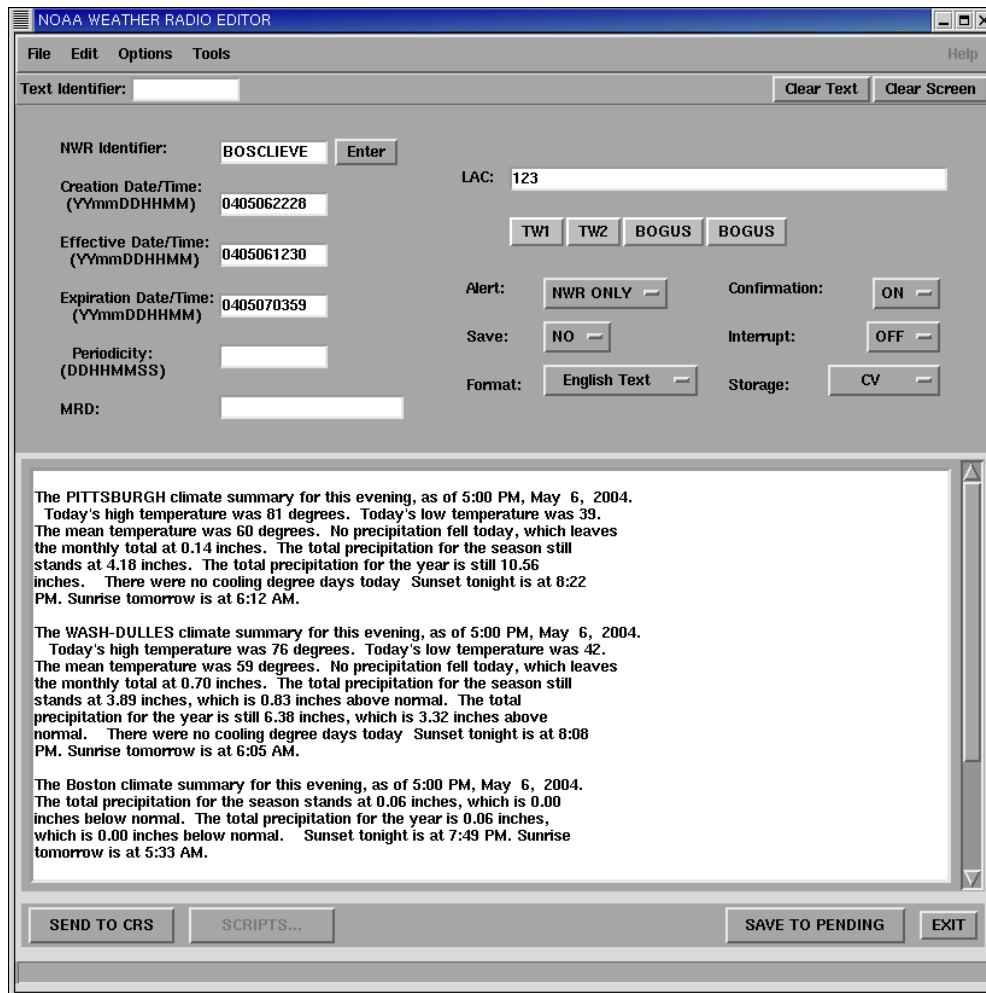 NOAA WEATHER RADIO EDITOR
File Edit Options Tools Help
Text Identifier: Clear Text Clear Screen
NWR Identifier: BOSCLIEVE Enter
LAC: 123
Creation Date/Time:
(YYmmDDHHMM) 0405062228
TW1 TW2 BOGUS BOGUS
Effective Date/Time:
(YYmmDDHHMM) 0405061230
Alert: NWR ONLY Confirmation: ON
Expiration Date/Time:
(YYmmDDHHMM) 0405070359
Save: NO Interrupt: OFF
Periodicity:
(DDHHMMSS)
Format: English Text Storage: CV
MRD:
The PITTSBURGH climate summary for this evening, as of 5:00 PM, May 6, 2004.
Today's high temperature was 81 degrees. Today's low temperature was 39.
The mean temperature was 60 degrees. No precipitation fell today, which leaves
the monthly total at 0.14 inches. The total precipitation for the season still
stands at 4.18 inches. The total precipitation for the year is still 10.56
inches. There were no cooling degree days today Sunset tonight is at 8:22
PM. Sunrise tomorrow is at 6:12 AM.
The WASH-DULLES climate summary for this evening, as of 5:00 PM, May 6, 2004.
Today's high temperature was 76 degrees. Today's low temperature was 42.
The mean temperature was 59 degrees. No precipitation fell today, which leaves
the monthly total at 0.70 inches. The total precipitation for the season still
stands at 3.89 inches, which is 0.83 inches above normal. The total
precipitation for the year is still 6.38 inches, which is 3.32 inches above
normal. There were no cooling degree days today Sunset tonight is at 8:08
PM. Sunrise tomorrow is at 6:05 AM.
The Boston climate summary for this evening, as of 5:00 PM, May 6, 2004.
The total precipitation for the season stands at 0.06 inches, which is 0.00
inches below normal. The total precipitation for the year is 0.06 inches,
which is 0.00 inches below normal. Sunset tonight is at 7:49 PM. Sunrise
tomorrow is at 5:33 AM.
SEND TO CRS SCRIPTS... SAVE TO PENDING EXIT